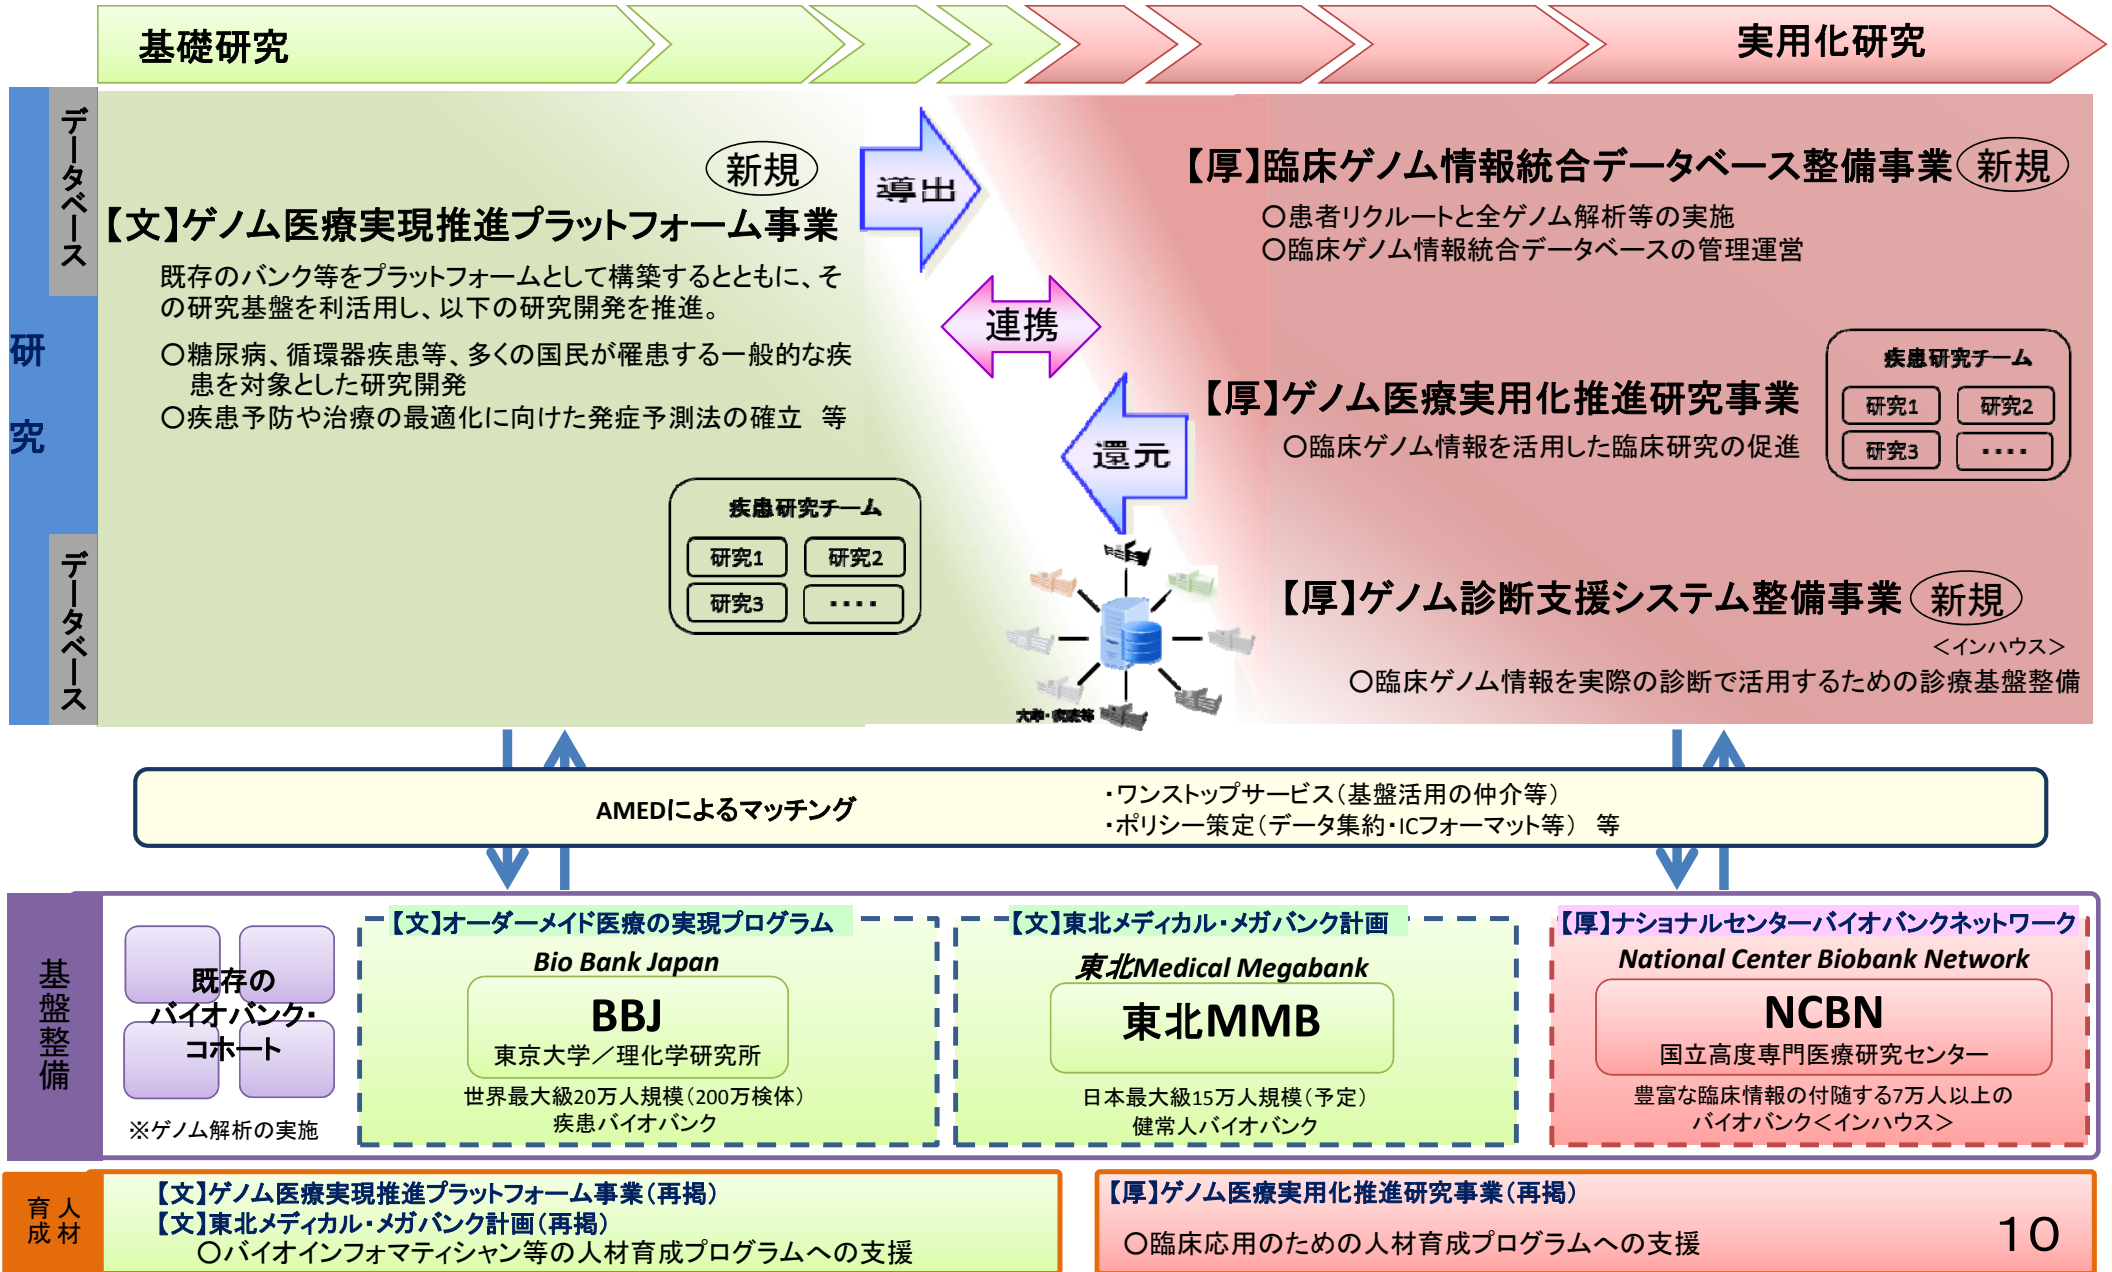 基礎研究
実用化研究
研究
データベース
データベース
新規
【文】ゲノム医療実現推進プラットフォーム事業
既存のバンク等をプラットフォームとして構築するとともに、そ
の研究基盤を利活用し、以下の研究開発を推進。
○糖尿病、循環器疾患等、多くの国民が罹患する一般的な疾
患を対象とした研究開発
○疾患予防や治療の最適化に向けた発症予測法の確立 等
疾患研究チーム
研究1 研究2
研究3 ････
導出
連携
還元
大学・病院等
【厚】臨床ゲノム情報統合データベース整備事業 新規
○患者リクルートと全ゲノム解析等の実施
○臨床ゲノム情報統合データベースの管理運営
【厚】ゲノム医療実用化推進研究事業
○臨床ゲノム情報を活用した臨床研究の促進
疾患研究チーム
研究1 研究2
研究3 ････
【厚】ゲノム診断支援システム整備事業 新規
＜インハウス＞
○臨床ゲノム情報を実際の診断で活用するための診療基盤整備
AMEDによるマッチング
・ワンストップサービス（基盤活用の仲介等）
・ポリシー策定（データ集約・ICフォーマット等） 等
基盤整備
既存の
バイオバンク・
コホート
※ゲノム解析の実施
【文】オーダーメイド医療の実現プログラム
Bio Bank Japan
BBJ
東京大学／理化学研究所
世界最大級20万人規模（200万検体）
疾患バイオバンク
【文】東北メディカル・メガバンク計画
東北Medical Megabank
東北MMB
日本最大級15万人規模（予定）
健常人バイオバンク
【厚】ナショナルセンターバイオバンクネットワーク
National Center Biobank Network
NCBN
国立高度専門医療研究センター
豊富な臨床情報の付随する7万人以上の
バイオバンク＜インハウス＞
人材育成
【文】ゲノム医療実現推進プラットフォーム事業（再掲）
【文】東北メディカル・メガバンク計画（再掲）
○バイオインフォマティシャン等の人材育成プログラムへの支援
【厚】ゲノム医療実用化推進研究事業（再掲）
○臨床応用のための人材育成プログラムへの支援
10